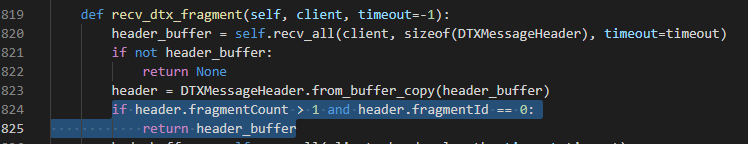 819 def recv_dtx_fragment(self, client, timeout=-1):
820 header_buffer = self.recv_all(client, sizeof(DTXMessageHeader), timeout=timeout)
821 if not header_buffer:
822 return None
823 header = DTXMessageHeader.from_buffer_copy(header_buffer)
824 if header.fragmentCount > 1 and header.fragmentId == 0:
825 return header_buffer